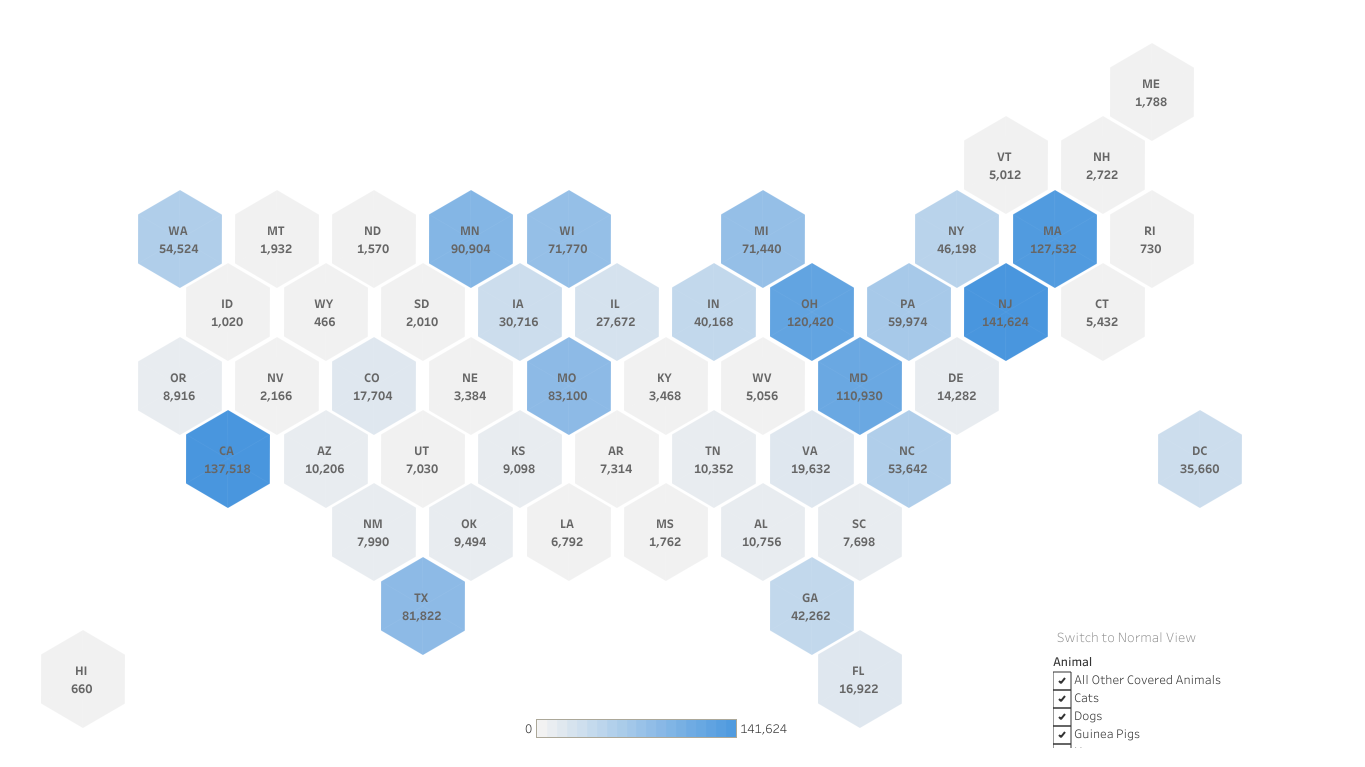 ME
1,788
VT
5,012
NH
2,722
WA
54,524
MT
1,932
ND
1,570
MN
90,904
WI
71,770
MI
71,440
NY
46,198
MA
127,532
RI
730
ID
1,020
WY
466
SD
2,010
IA
30,716
IL
27,672
IN
40,168
OH
120,420
PA
59,974
NJ
141,624
CT
5,432
OR
8,916
NV
2,166
CO
17,704
NE
3,384
MO
83,100
KY
3,468
WV
5,056
MD
110,930
DE
14,282
CA
137,518
AZ
10,206
UT
7,030
KS
9,098
AR
7,314
TN
10,352
VA
19,632
NC
53,642
DC
35,660
NM
7,990
OK
9,494
LA
6,792
MS
1,762
AL
10,756
SC
7,698
TX
81,822
GA
42,262
HI
660
FL
16,922
Switch to Normal View
Animal
All Other Covered Animals
Cats
Dogs
Guinea Pigs
0
141,624